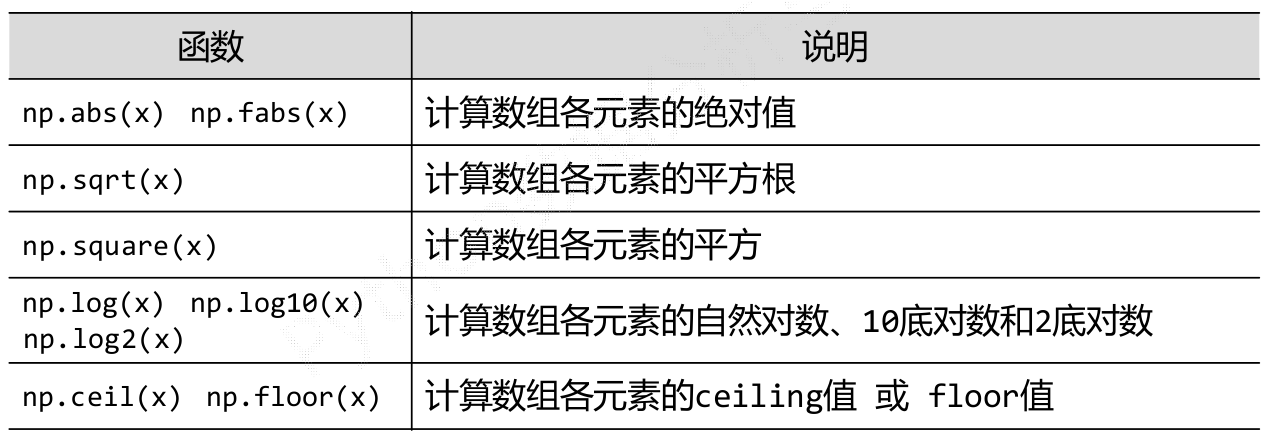 函数 说明
np.abs(x) np.fabs(x) 计算数组各元素的绝对值
np.sqrt(x) 计算数组各元素的平方根
np.square(x) 计算数组各元素的平方
np.log(x) np.log10(x)
np.log2(x)
计算数组各元素的自然对数、10底对数和2底对数
np.ceil(x) np.floor(x) 计算数组各元素的ceiling值 或 floor值